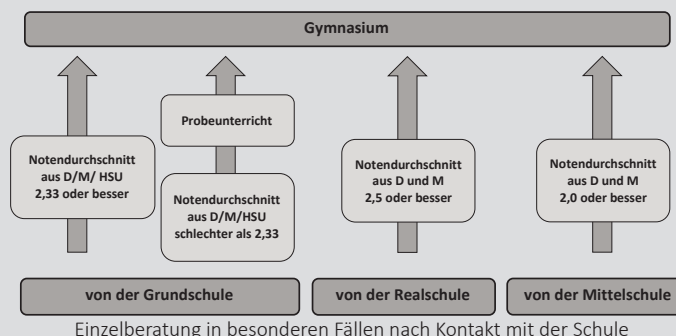 Gymnasium
Notendurchschnitt
aus D/M/ HSU
2,33 oder besser
Probeunterricht
Notendurchschnitt
aus D/M/HSU
schlechter als 2,33
Notendurchschnitt
aus D und M
2,5 oder besser
Notendurchschnitt
aus D und M
2,0 oder besser
von der Grundschule
von der Realschule
von der Mittelschule
Einzelberatung in besonderen Fällen nach Kontakt mit der Schule